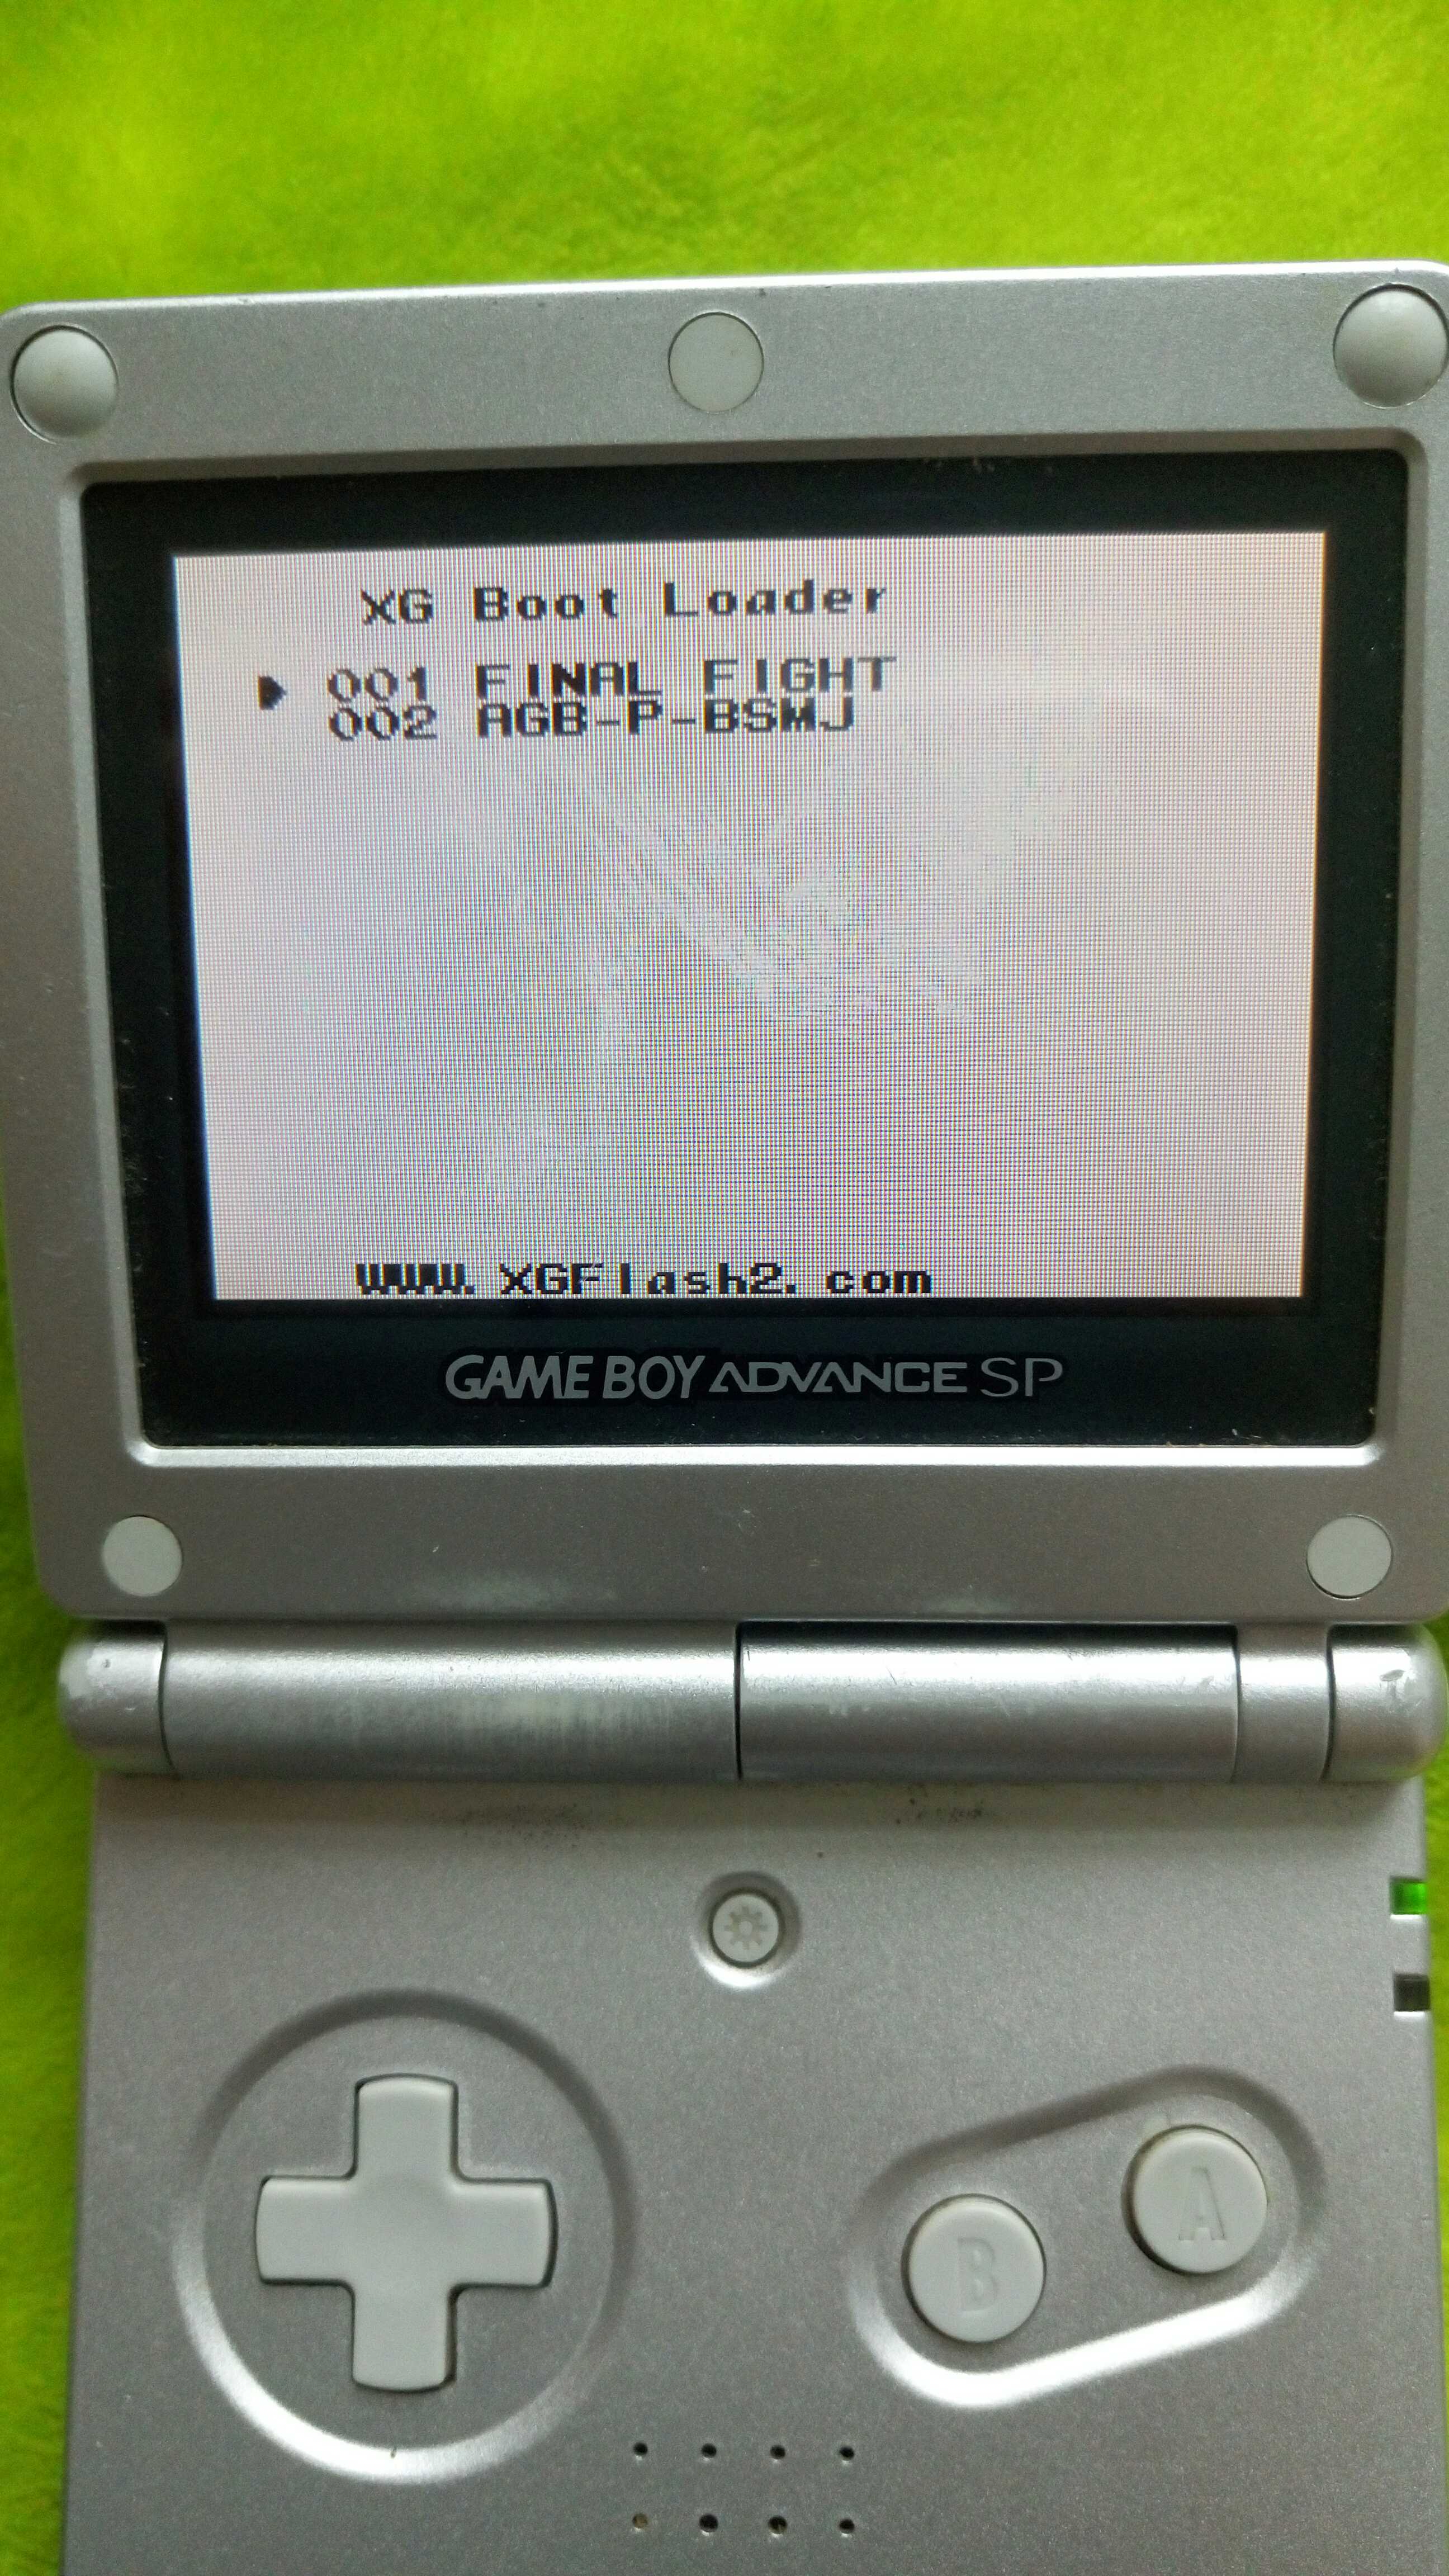 XG Boot Loader
001 FINAL FIGHT
002 AGB-P-BSMJ
WWW.XGFlash2.com
GAME BOY ADVANCE SP
B
A